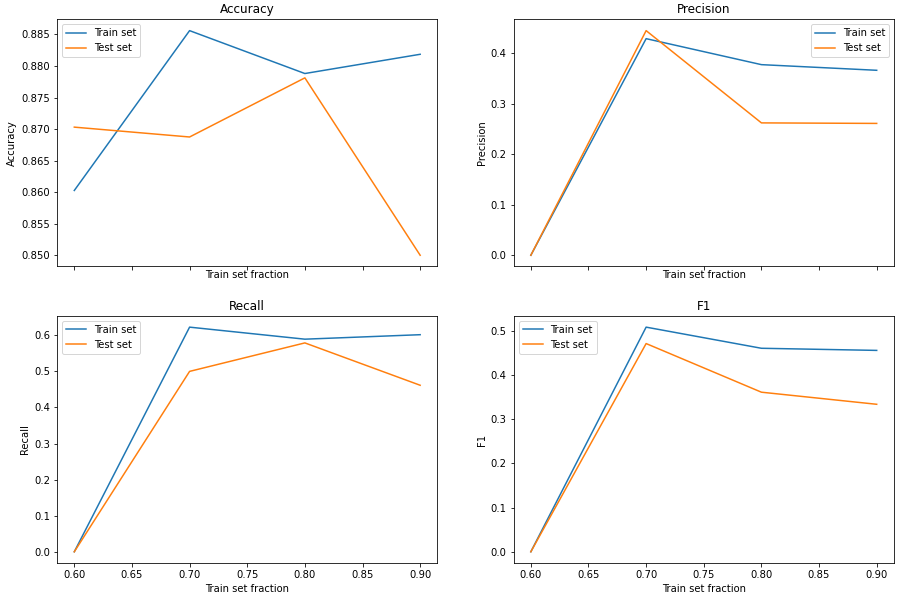 Accuracy
Train set
Test set
0.885
0.880
0.875
0.870
0.865
0.860
0.855
0.850
Accuracy
Train set fraction
Precision
Train set
Test set
0.4
0.3
0.2
0.1
0.0
Precision
Train set fraction
Recall
Train set
Test set
0.6
0.5
0.4
0.3
0.2
0.1
0.0
Recall
0.60 0.65 0.70 0.75 0.80 0.85 0.90
Train set fraction
F1
Train set
Test set
0.5
0.4
0.3
0.2
0.1
0.0
F1
0.60 0.65 0.70 0.75 0.80 0.85 0.90
Train set fraction